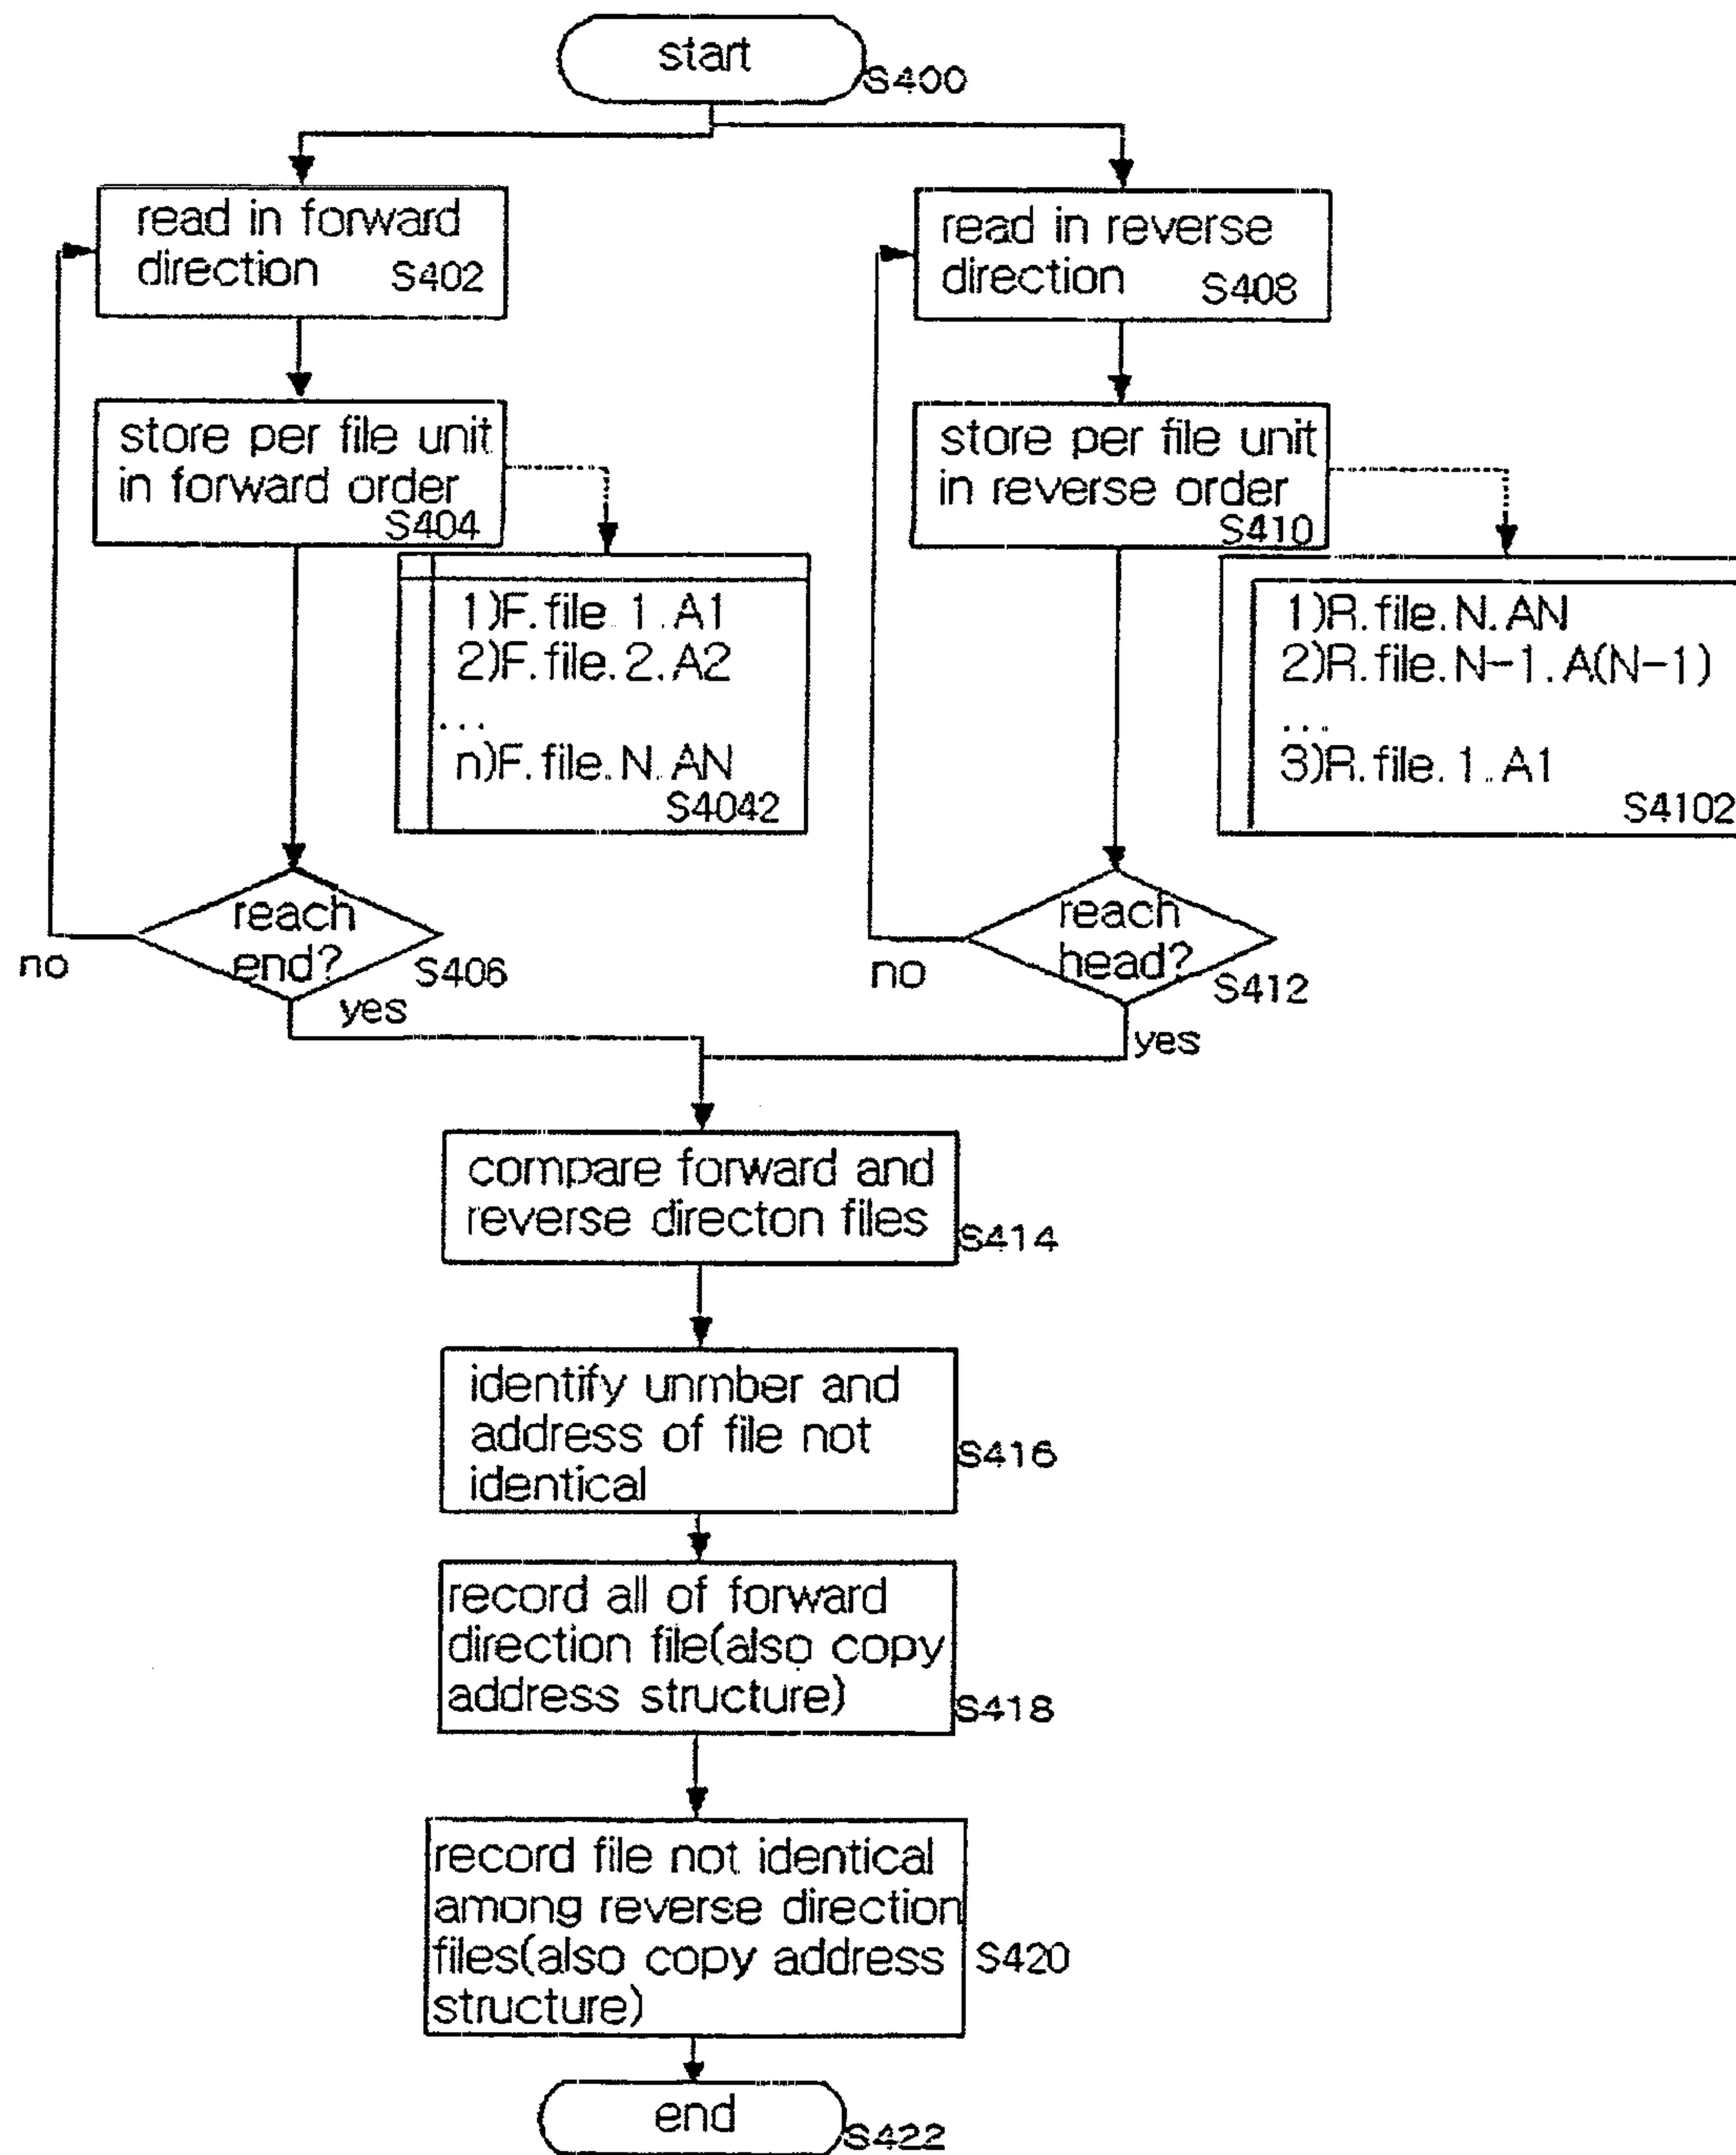 start
S400
read in forward
direction
S402
read in reverse
direction
S408
store per file unit
in forward order
S404
store per file unit
in reverse order
S410
1)F.file.1.A1
2)F.file.2.A2
...
n)F.file.N.AN
S4042
1)R.file.N.AN
2)R.file.N-1.A(N-1)
...
3)R.file.1.A1
S4102
reach
end?
S406
no
yes
reach
head?
S412
no
yes
compare forward and
reverse directon files
S414
identify unmber and
address of file not
identical
S416
record all of forward
direction file(also copy
address structure)
S418
record file not identical
among reverse direction
files(also copy address
structure)
S420
end
S422